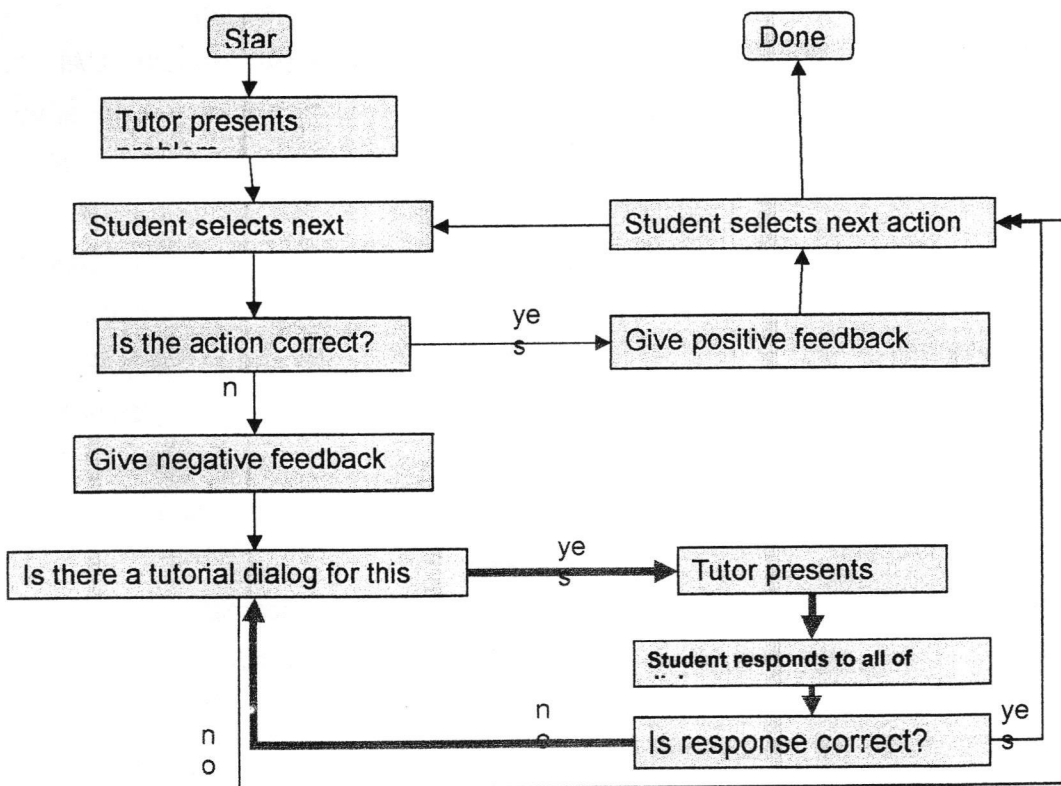 Star
Done
Tutor presents
Student selects next
Student selects next action
Is the action correct?
ye
s
Give positive feedback
n
Give negative feedback
Is there a tutorial dialog for this
ye
s
Tutor presents
Student responds to all of
Is response correct?
n
ye
s
n
o